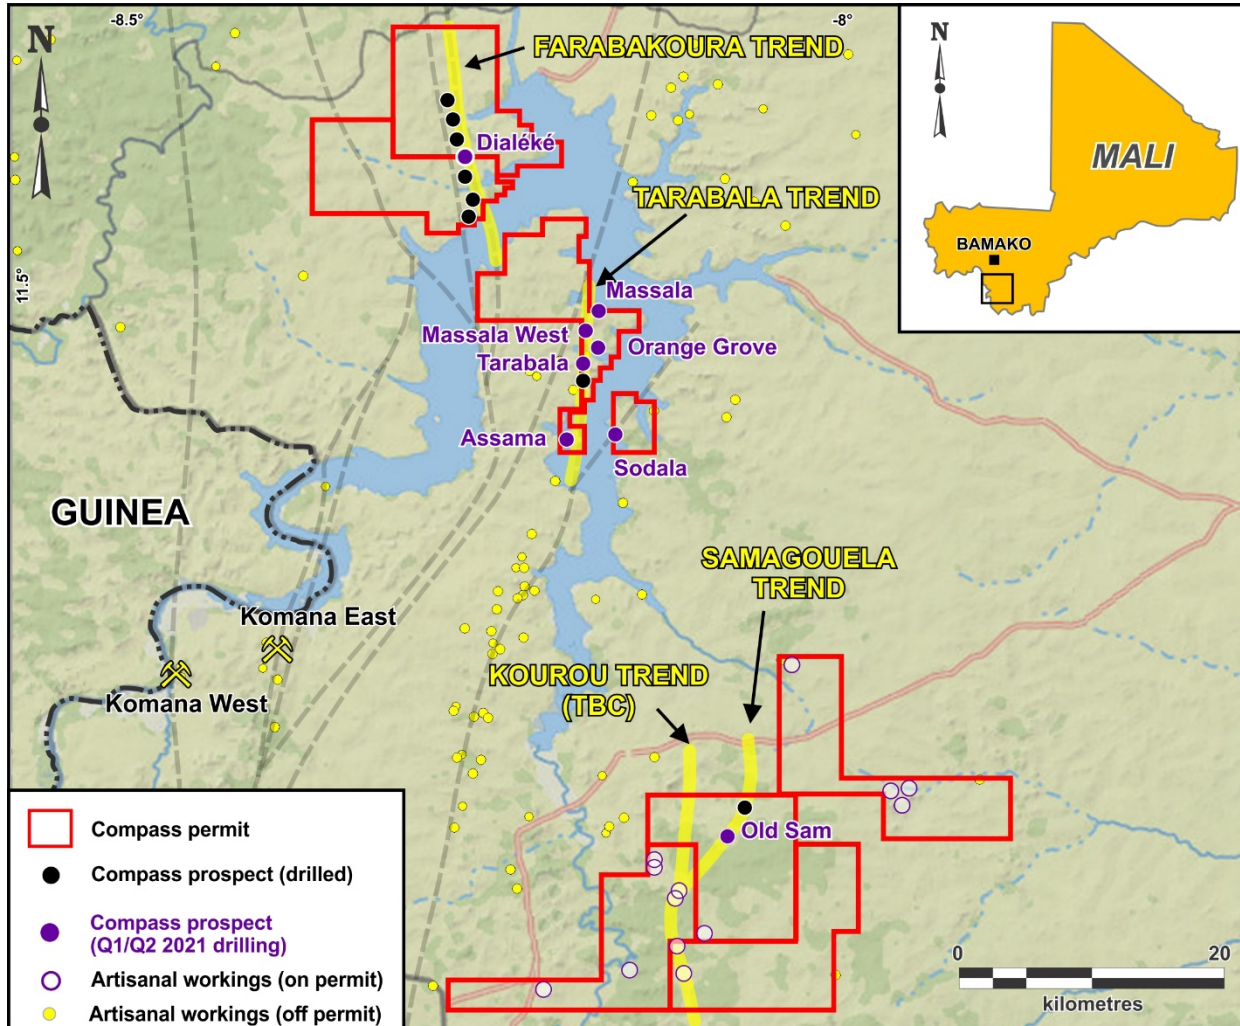 -8.5°
-8°
N
FARABAKOURA TREND
N
MALI
BAMAKO
Dialéké
TARABALA TREND
11.5°
Massala
Massala West
Orange Grove
Tarabala
Assama
Sodala
GUINEA
SAMAGOUELA
TREND
Komana East
KOUROU TREND
(TBC)
Komana West
Old Sam
Compass permit
Compass prospect (drilled)
Compass prospect
(Q1/Q2 2021 drilling)
Artisanal workings (on permit)
Artisanal workings (off permit)
0
20
kilometres